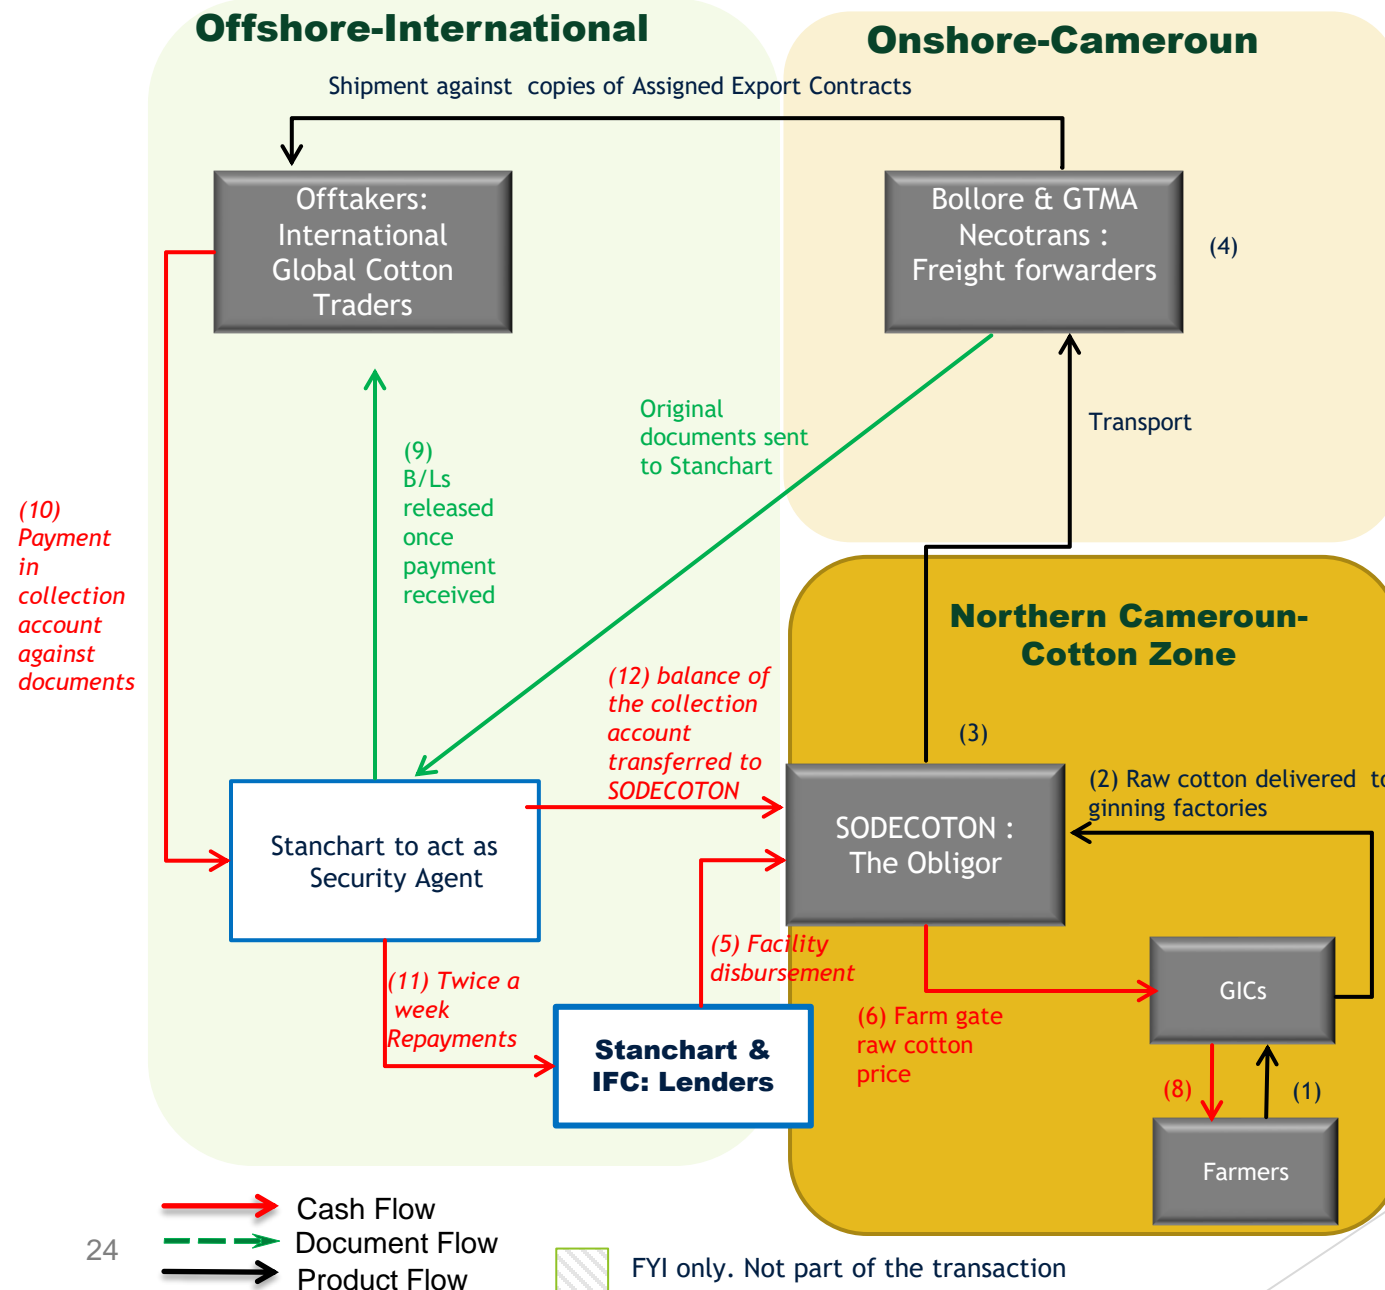 Offshore-International
Onshore-Cameroun
Shipment against copies of Assigned Export Contracts
Offtakers:
International
Global Cotton
Traders
Bollore & GTMA
Necotrans :
Freight forwarders
(4)
Original
documents sent
to Stanchart
Transport
(9)
B/Ls
released
once
payment
received
(10)
Payment
in
collection
account
against
documents
Northern Cameroun-
Cotton Zone
(12) balance of
the collection
account
transferred to
SODECOTON
(3)
(2) Raw cotton delivered to
ginning factories
Stanchart to act as
Security Agent
SODECOTON :
The Obligor
(5) Facility
disbursement
(11) Twice a
week
Repayments
GICs
(6) Farm gate
raw cotton
price
Stanchart &
IFC: Lenders
(8)
(1)
Farmers
Cash Flow
Document Flow
Product Flow
24
FYI only. Not part of the transaction